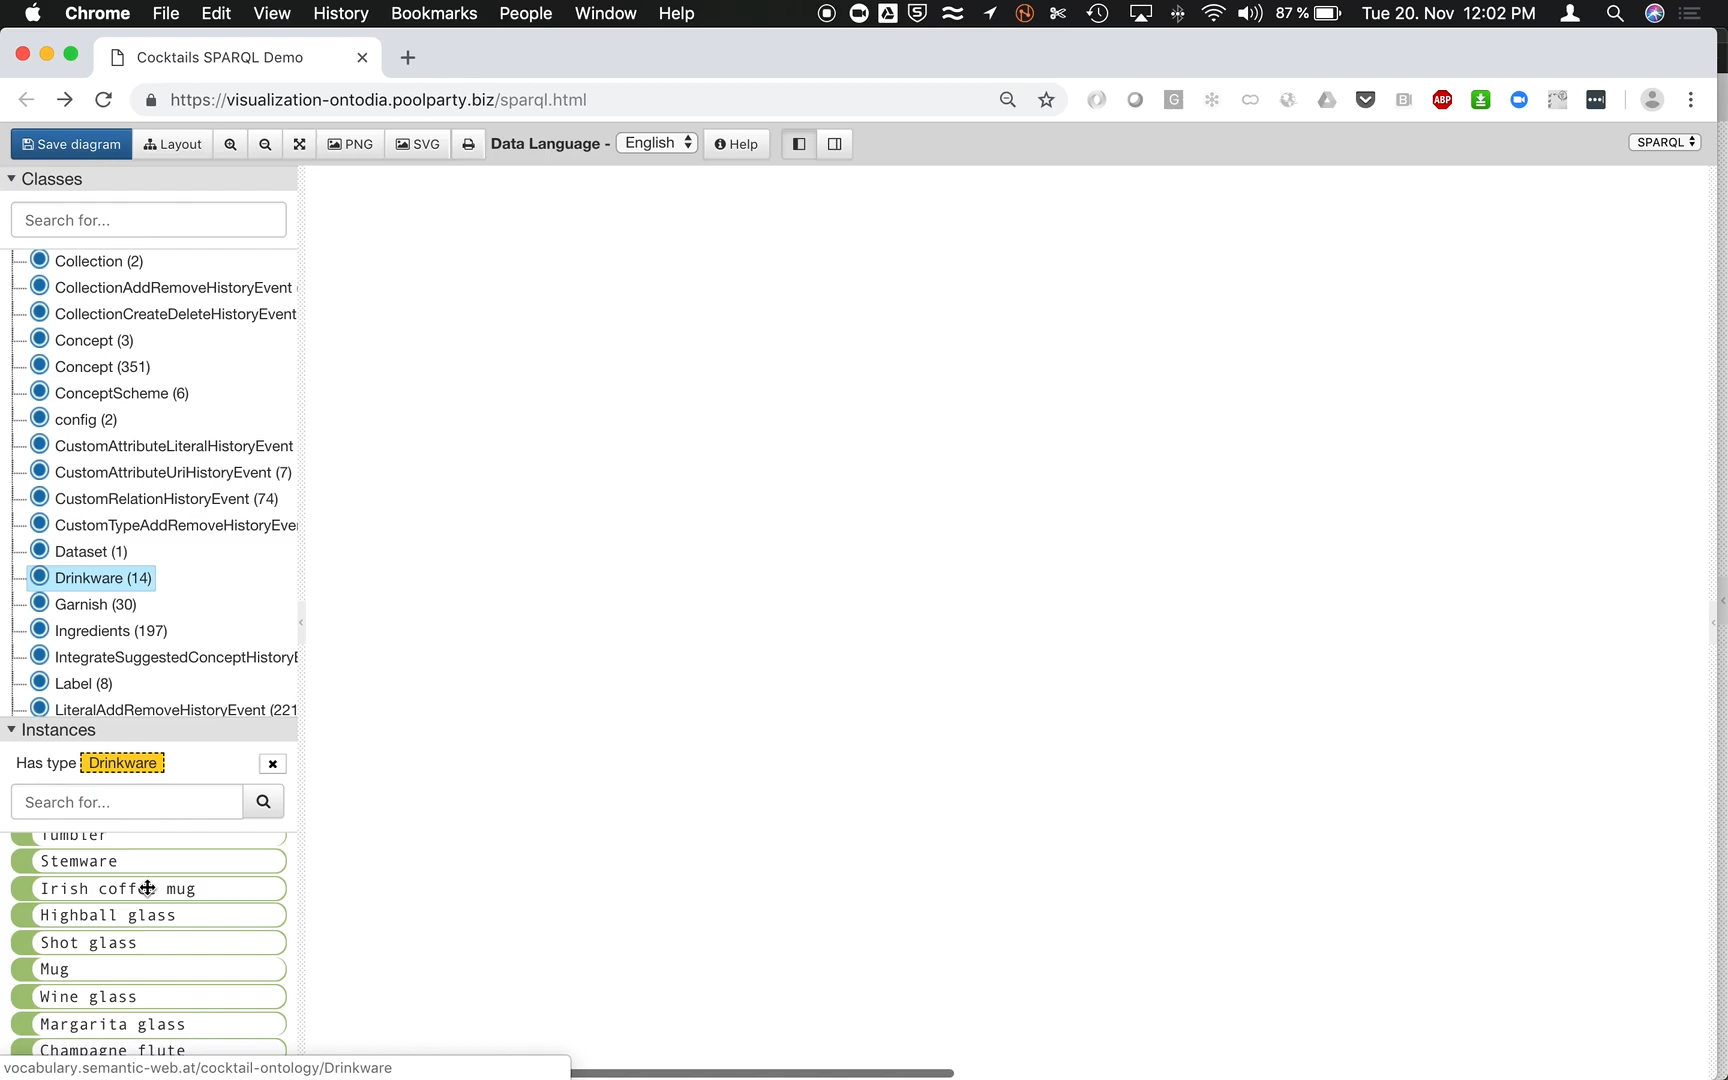 Chrome File Edit View History Bookmarks People Window Help 87 % Tue 20. Nov 12:02 PM
Cocktails SPARQL Demo
https://visualization-ontodia.poolparty.biz/sparql.html
Save diagram Layout PNG SVG Data Language - English Help SPARQL
Classes
Search for...
Collection (2)
CollectionAddRemoveHistoryEvent
CollectionCreateDeleteHistoryEvent
Concept (3)
Concept (351)
ConceptScheme (6)
config (2)
CustomAttributeLiteralHistoryEvent
CustomAttributeUriHistoryEvent (7)
CustomRelationHistoryEvent (74)
CustomTypeAddRemoveHistoryEve
Dataset (1)
Drinkware (14)
Garnish (30)
Ingredients (197)
IntegrateSuggestedConceptHistoryE
Label (8)
LiteralAddRemoveHistoryEvent (221
Instances
Has type Drinkware
Search for...
Tumbler
Stemware
Irish coffee mug
Highball glass
Shot glass
Mug
Wine glass
Margarita glass
Champagne flute
vocabulary.semantic-web.at/cocktail-ontology/Drinkware